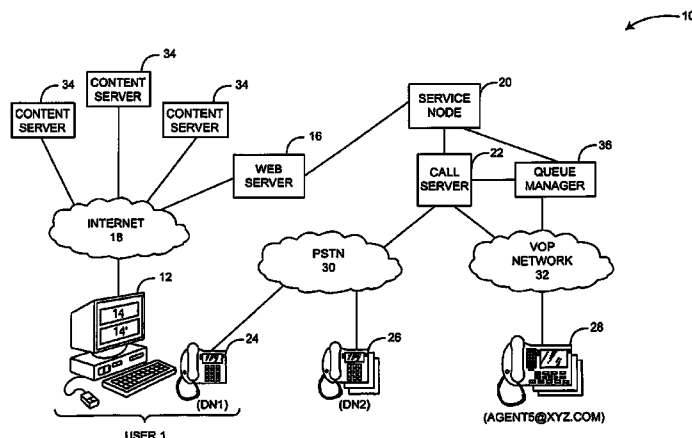 10
34
CONTENT
SERVER
34
CONTENT
SERVER
34
CONTENT
SERVER
20
SERVICE
NODE
16
WEB
SERVER
22
CALL
SERVER
36
QUEUE
MANAGER
INTERNET
18
PSTN
30
VOP
NETWORK
32
12
14
14'
24
(DN1)
26
(DN2)
28
(AGENT5@XYZ.COM)
USER 1